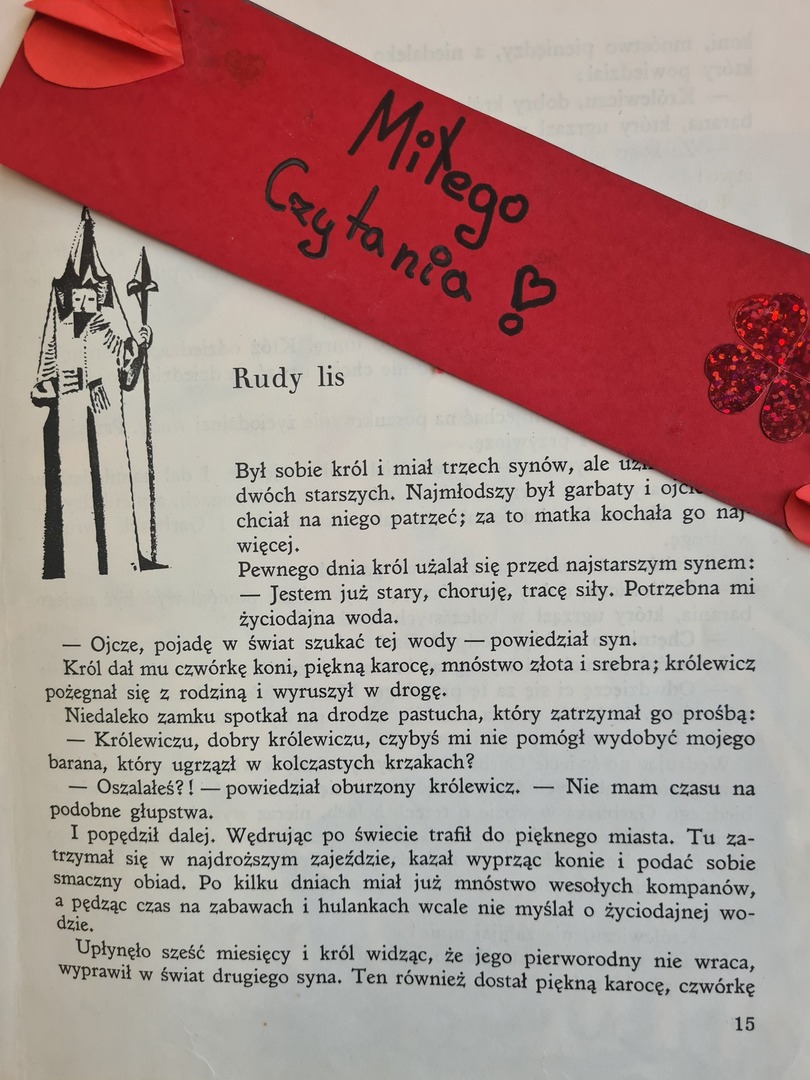 Miłego
Czytania!
Rudy lis
Był sobie król i miał trzech synów, ale
dwóch starszych. Najmłodszy był garbaty i
chciał na niego patrzeć; za to matka kochała go naj-
więcej.
Pewnego dnia król użalał się przed najstarszym synem:
— Jestem już stary, choruję, tracę siły. Potrzebna mi
życiodajna woda.
— Ojcze, pojadę w świat szukać tej wody — powiedział syn.
Król dał mu czwórkę koni, piękną karocę, mnóstwo złota i srebra; królewicz
pożegnał się z rodziną i wyruszył w drogę.
Niedaleko zamku spotkał na drodze pastucha, który zatrzymał go prośbą:
— Królewiczu, dobry królewiczu, czybyś mi nie pomógł wydobyć mojego
barana, który ugrzązł w kolczastych krzakach?
— Oszalałeś?! — powiedział oburzony królewicz. — Nie mam czasu na
podobne głupstwa.
I popędził dalej. Wędrując po świecie trafił do pięknego miasta. Tu za-
trzymał się w najdroższym zajeździe, kazał wyprząc konie i podać sobie
smaczny obiad. Po kilku dniach miał już mnóstwo wesołych kompanów,
a pędząc czas na zabawach i hulankach wcale nie myślał o życiodajnej wo-
dzie.
Upłynęło sześć miesięcy i król widząc, że jego pierworodny nie wraca,
wyprawił w świat drugiego syna. Ten również dostał piękną karocę, czwórkę
15